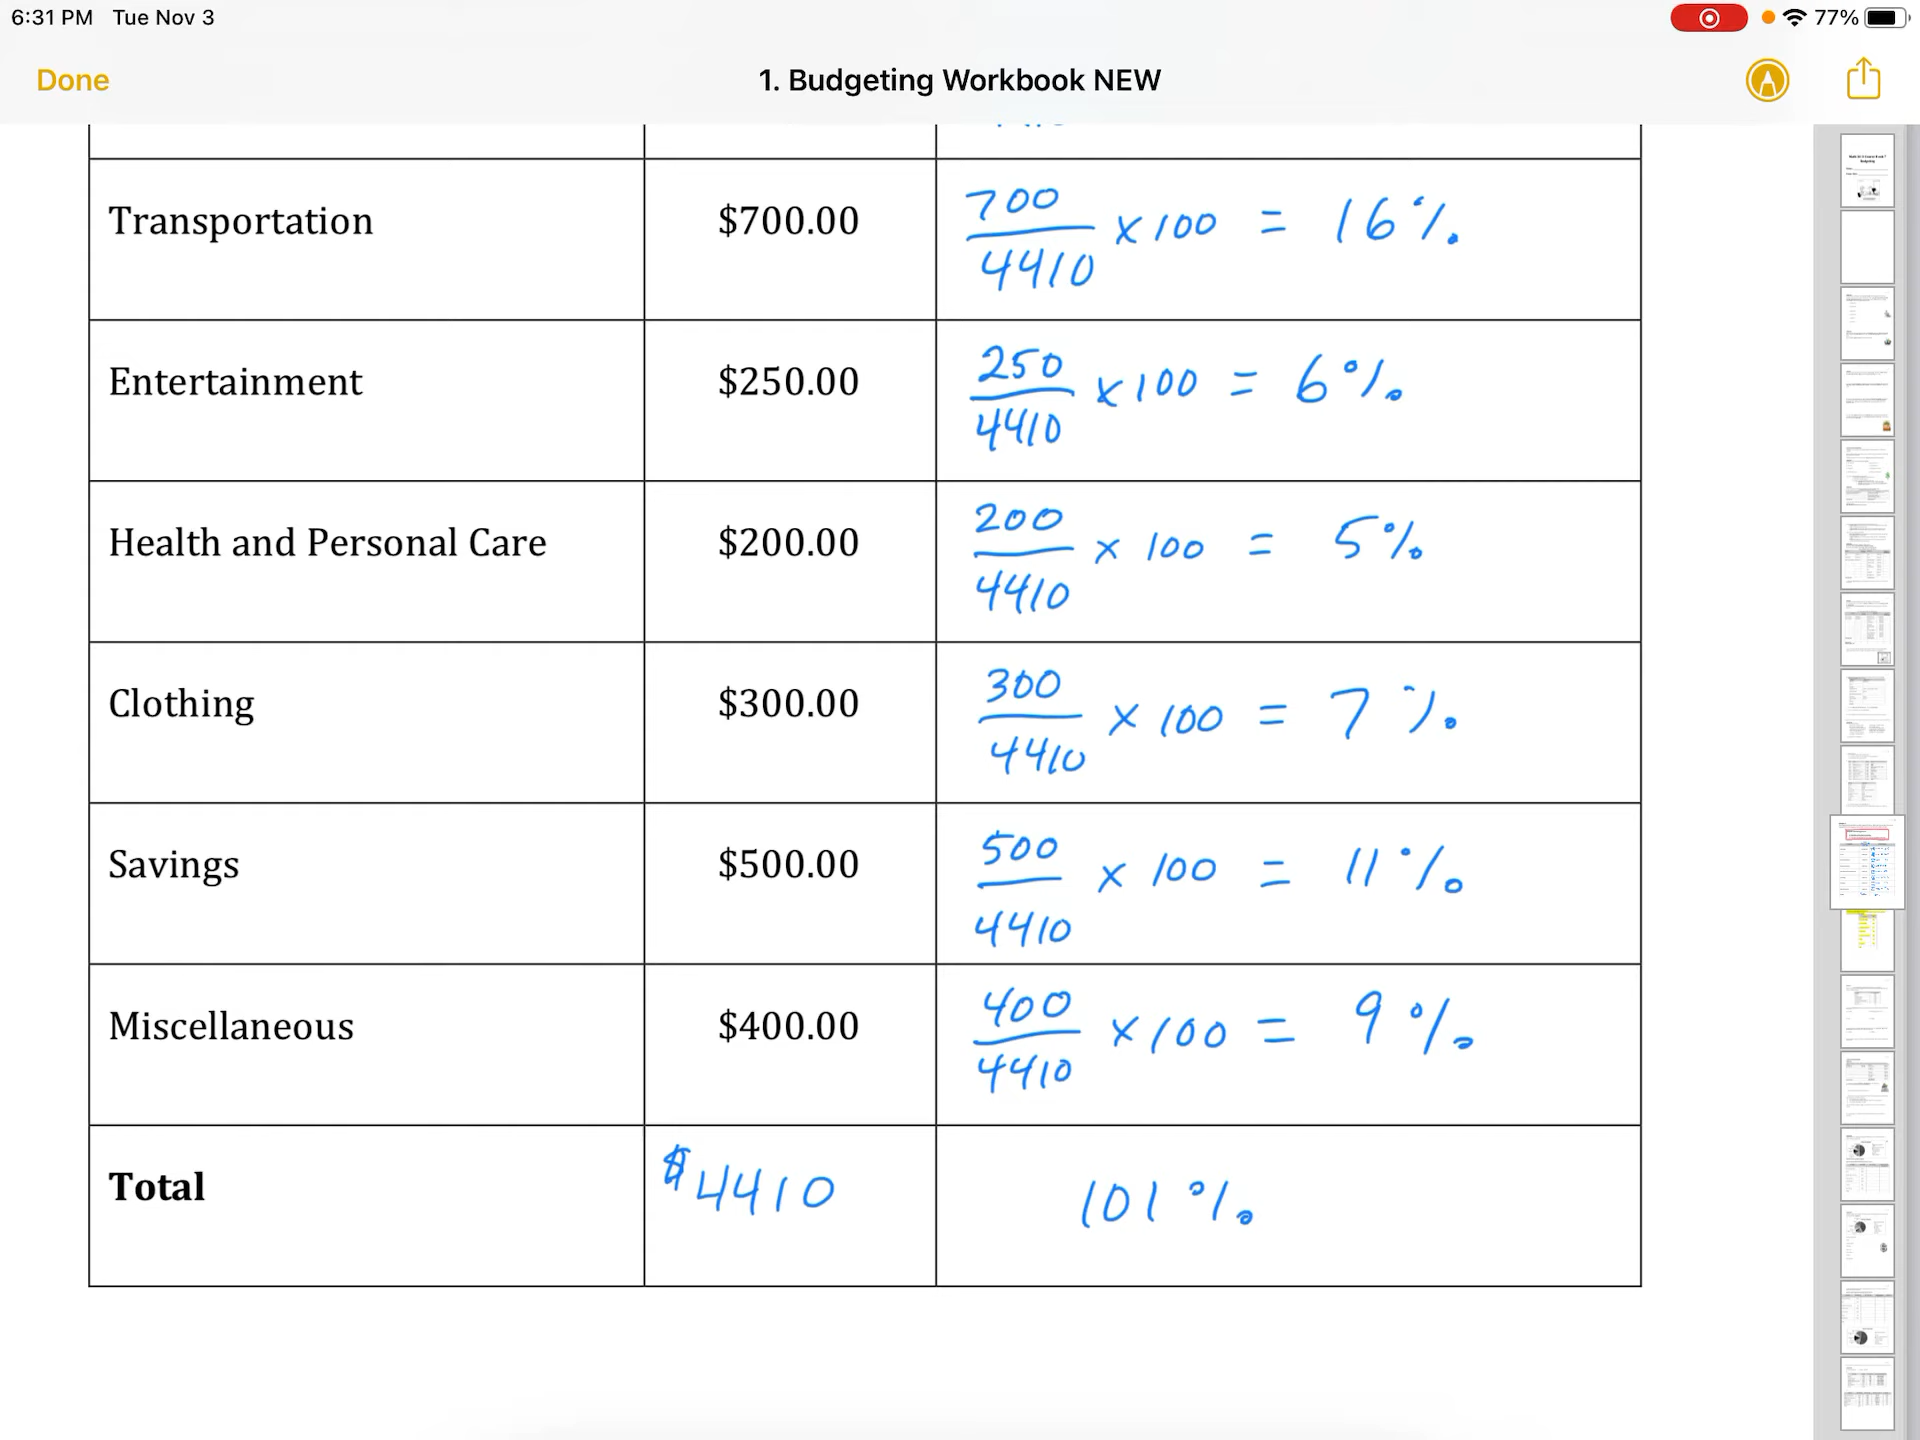 6:31 PM Tue Nov 3
77%
Done
1. Budgeting Workbook NEW
Transportation $700.00 700/4410 x 100 = 16%
Entertainment $250.00 250/4410 x 100 = 6%
Health and Personal Care $200.00 200/4410 x 100 = 5%
Clothing $300.00 300/4410 x 100 = 7%
Savings $500.00 500/4410 x 100 = 11%
Miscellaneous $400.00 400/4410 x 100 = 9%
Total $4410 101%